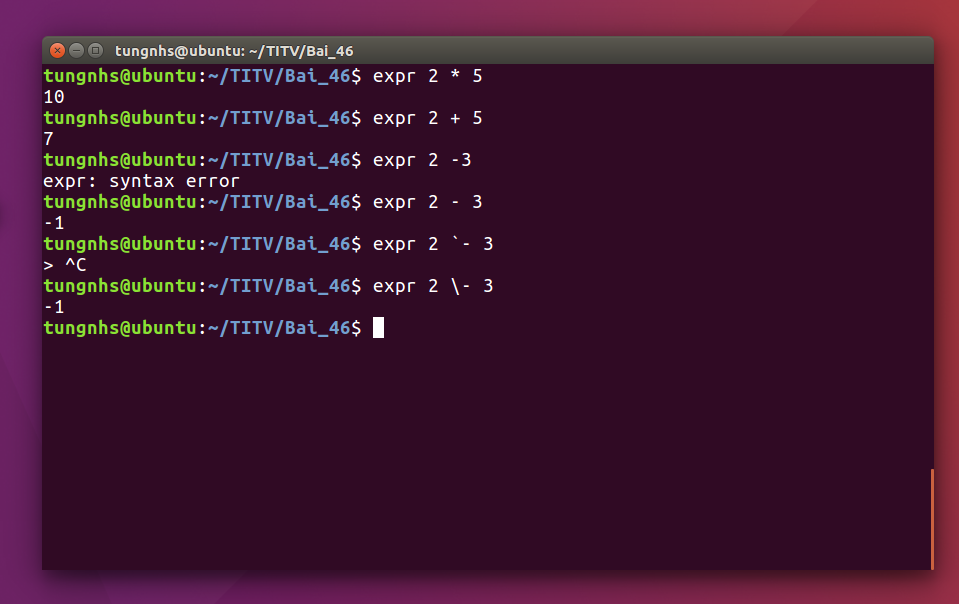 tungnhs@ubuntu: ~/TITV/Bai_46
tungnhs@ubuntu:~/TITV/Bai_46$ expr 2 * 5
10
tungnhs@ubuntu:~/TITV/Bai_46$ expr 2 + 5
7
tungnhs@ubuntu:~/TITV/Bai_46$ expr 2 -3
expr: syntax error
tungnhs@ubuntu:~/TITV/Bai_46$ expr 2 - 3
-1
tungnhs@ubuntu:~/TITV/Bai_46$ expr 2 `- 3
> ^C
tungnhs@ubuntu:~/TITV/Bai_46$ expr 2 \- 3
-1
tungnhs@ubuntu:~/TITV/Bai_46$